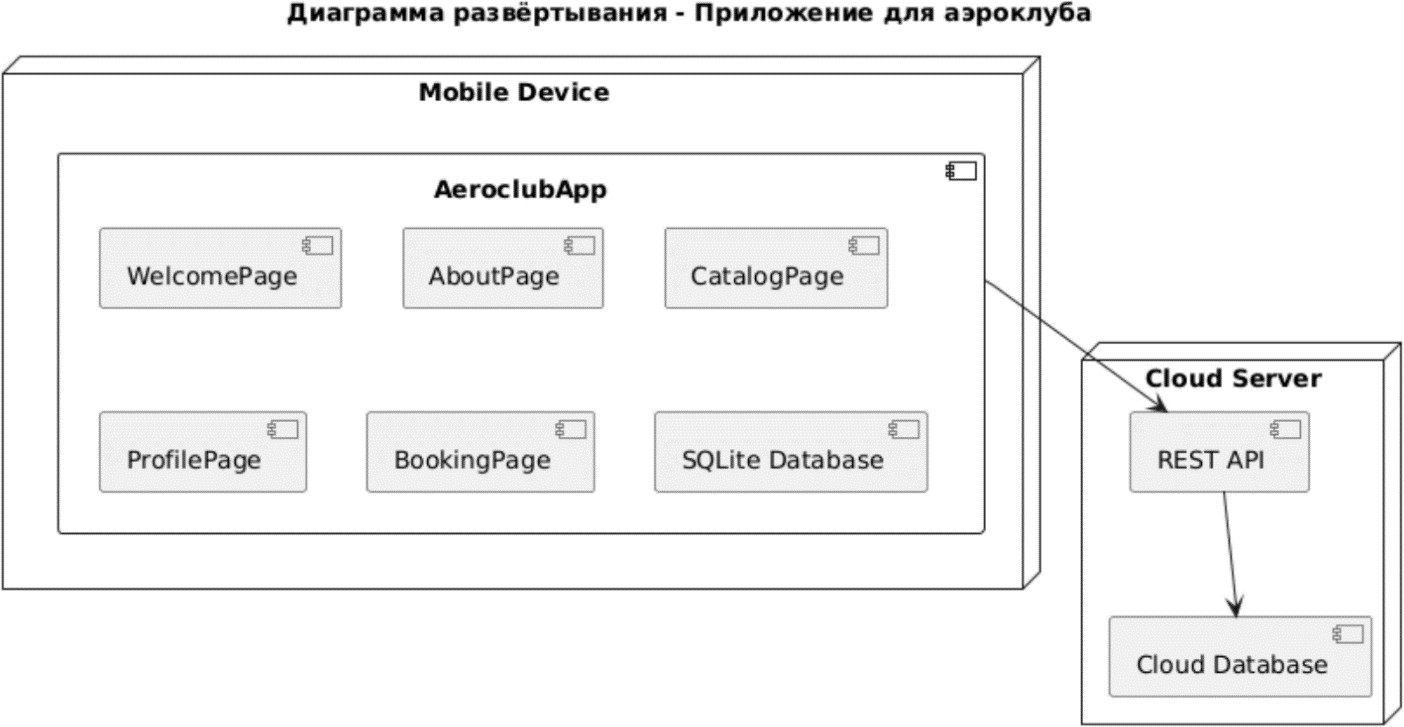 Диаграмма развёртывания - Приложение для аэроклуба
Mobile Device
AeroclubApp
WelcomePage
AboutPage
CatalogPage
ProfilePage
BookingPage
SQLite Database
Cloud Server
REST API
Cloud Database